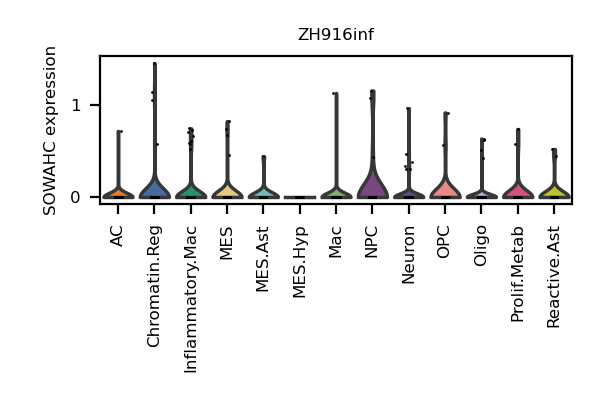 ZH916inf
SOWAHC expression
1
0
AC
Chromatin.Reg
Inflammatory.Mac
MES
MES.Ast
MES.Hyp
Mac
NPC
Neuron
OPC
Oligo
Prolif.Metab
Reactive.Ast